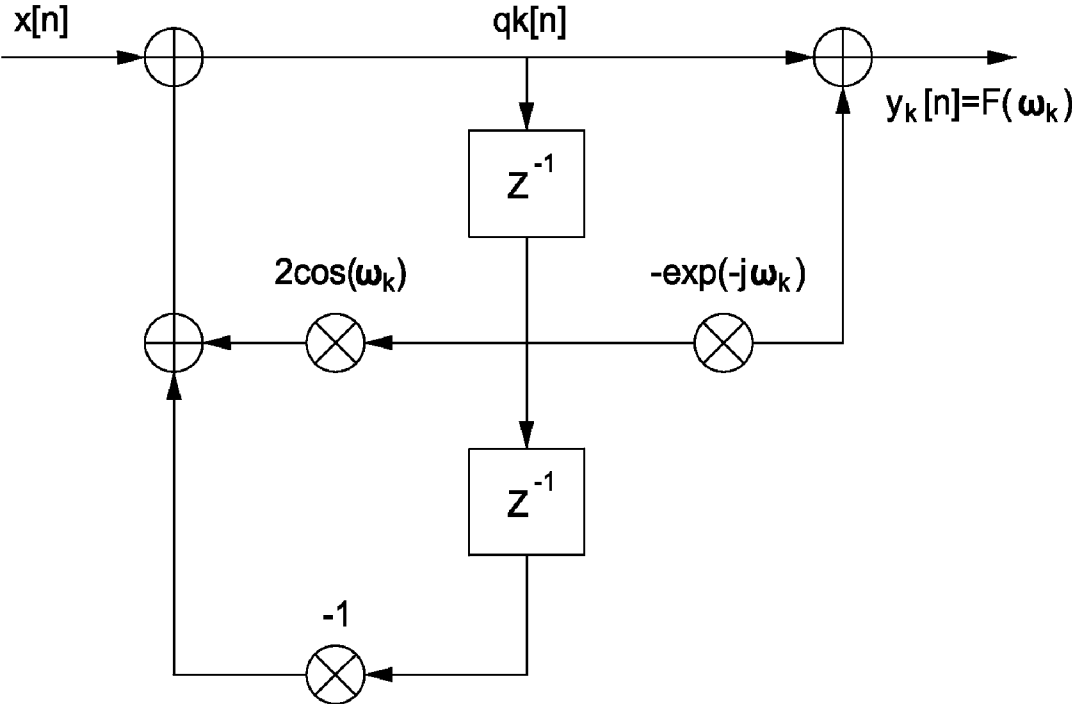 x[n]
qk[n]
yₖ[n]=F(ωₖ)
Z⁻¹
2cos(ωₖ)
-exp(-jωₖ)
Z⁻¹
-1